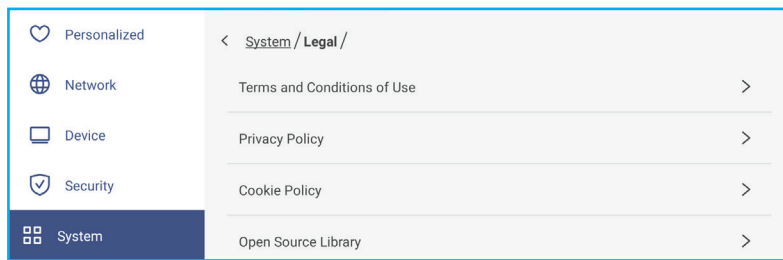 Personalized
Network
Device
Security
System
System / Legal /
Terms and Conditions of Use
Privacy Policy
Cookie Policy
Open Source Library